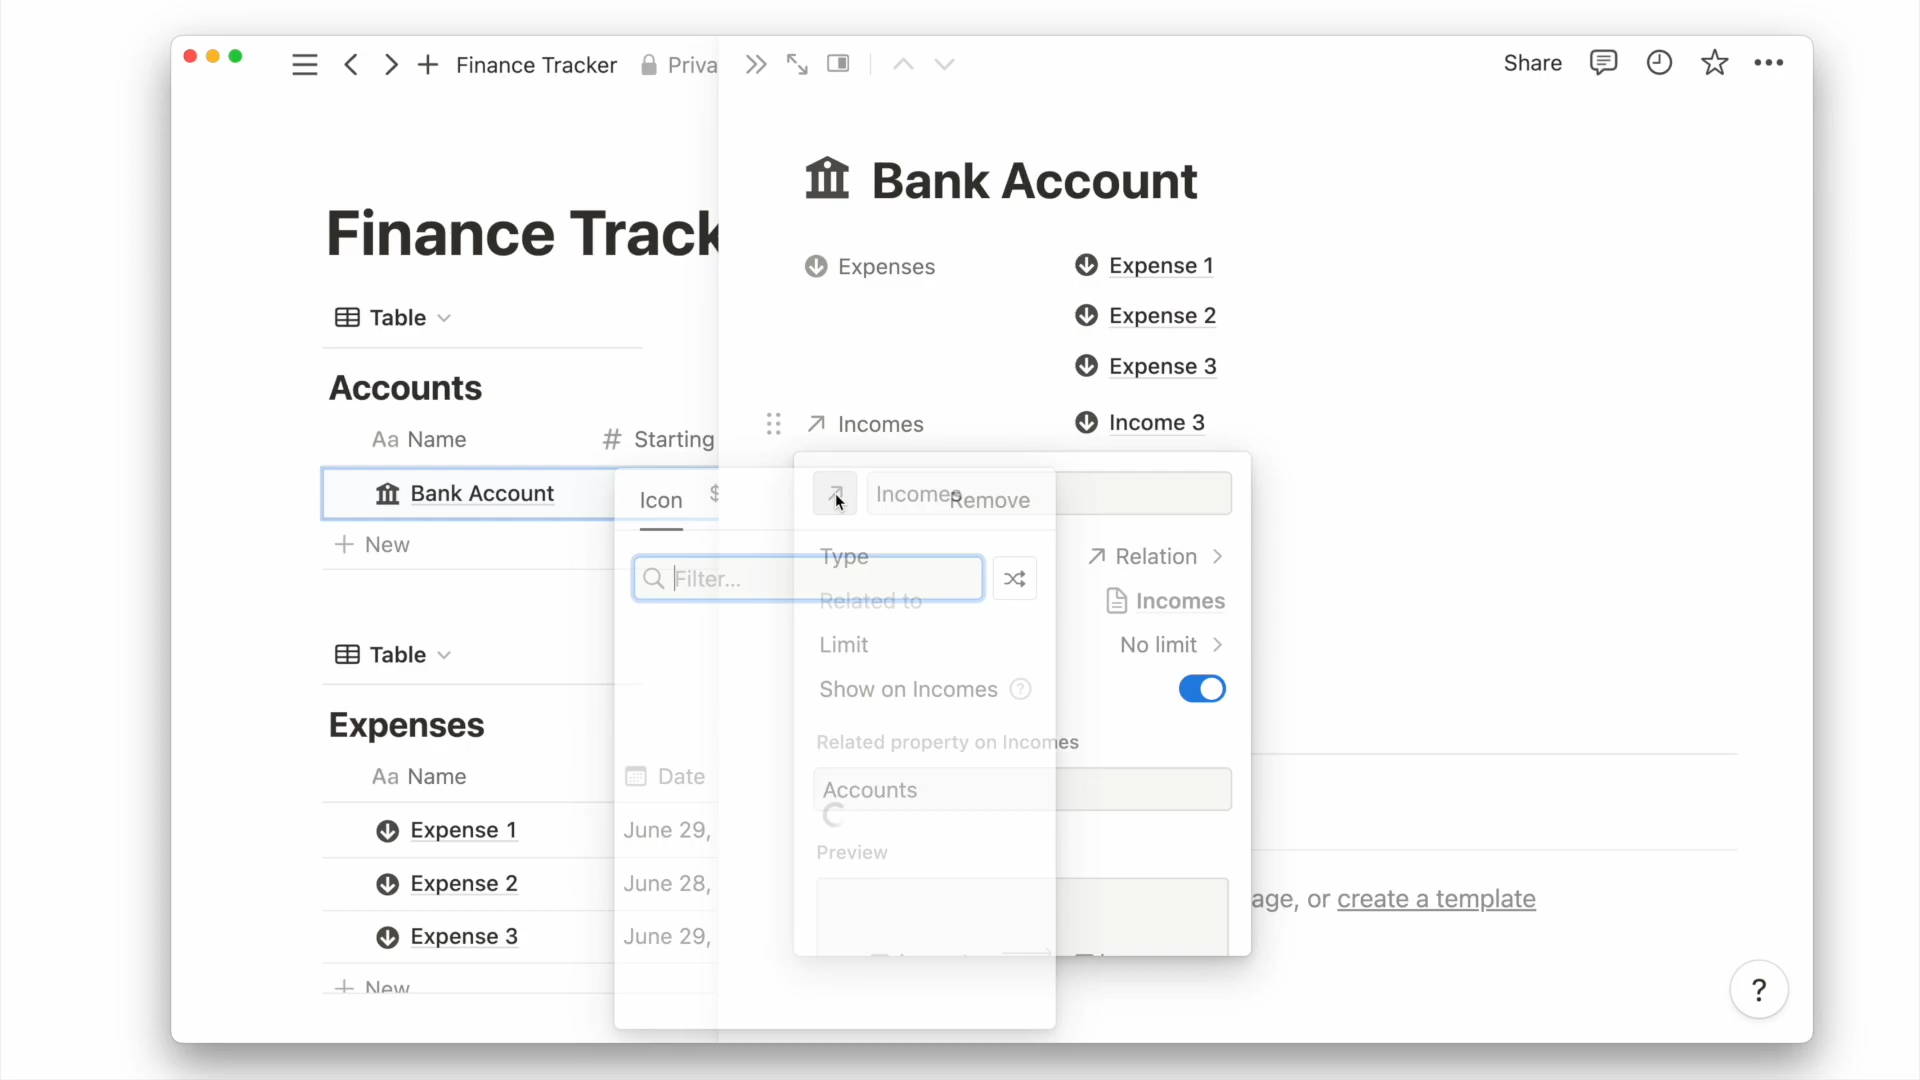 Finance Tracker
Priva
Share
Finance Track
Table
Accounts
Aa Name
# Starting
Bank Account
$
+ New
Table
Expenses
Aa Name
Date
Expense 1
June 29,
Expense 2
June 28,
Expense 3
June 29,
+ New
Bank Account
Expenses
Expense 1
Expense 2
Expense 3
Incomes
Income 3
Icon
Remove
Filter...
Incomes
Type
Relation
Related to
Incomes
Limit
No limit
Show on Incomes ?
Related property on Incomes
Accounts
Preview
age, or create a template
?